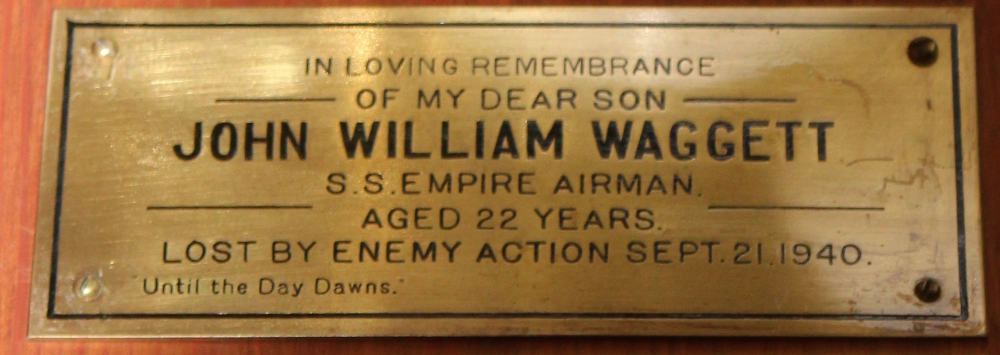 IN LOVING REMEMBRANCE
OF MY DEAR SON
JOHN WILLIAM WAGGETT
S.S. EMPIRE AIRMAN.
AGED 22 YEARS.
LOST BY ENEMY ACTION SEPT. 21. 1940.
"Until the Day Dawns."